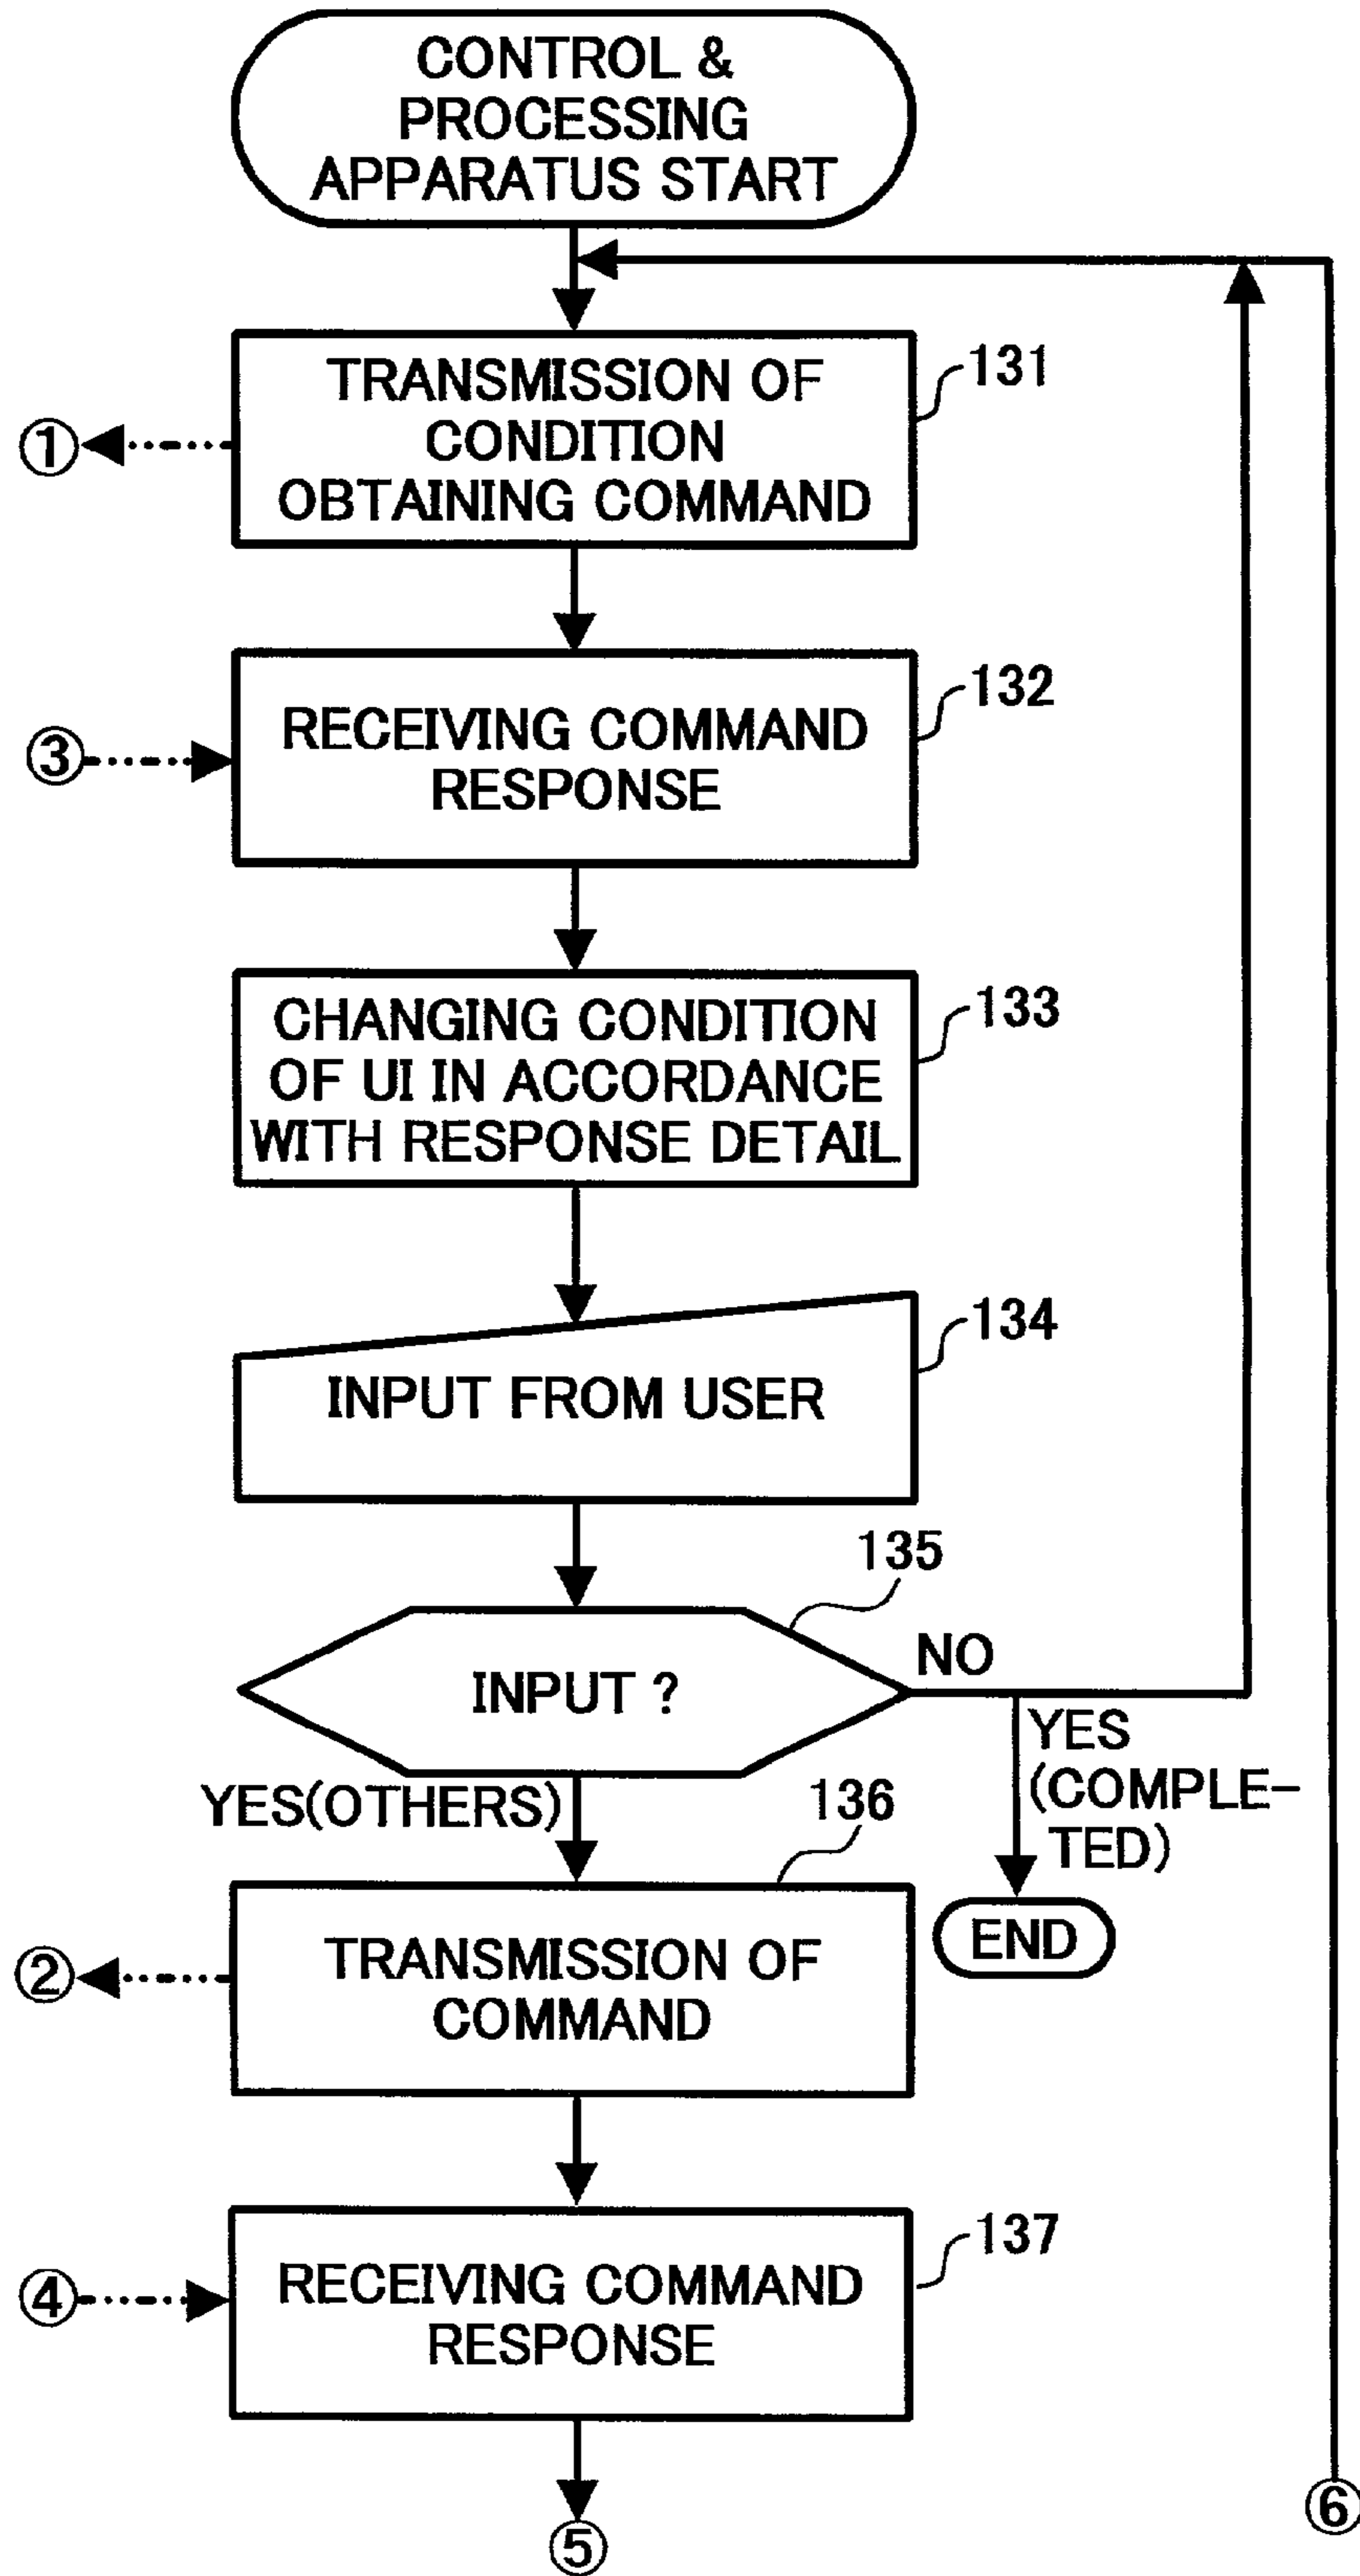 CONTROL &
PROCESSING
APPARATUS START
TRANSMISSION OF
CONDITION
OBTAINING COMMAND
131
①
RECEIVING COMMAND
RESPONSE
132
③
CHANGING CONDITION
OF UI IN ACCORDANCE
WITH RESPONSE DETAIL
133
INPUT FROM USER
134
135
INPUT ?
NO
YES
(COMPLE-
TED)
YES(OTHERS)
136
END
TRANSMISSION OF
COMMAND
②
137
RECEIVING COMMAND
RESPONSE
④
⑤
⑥